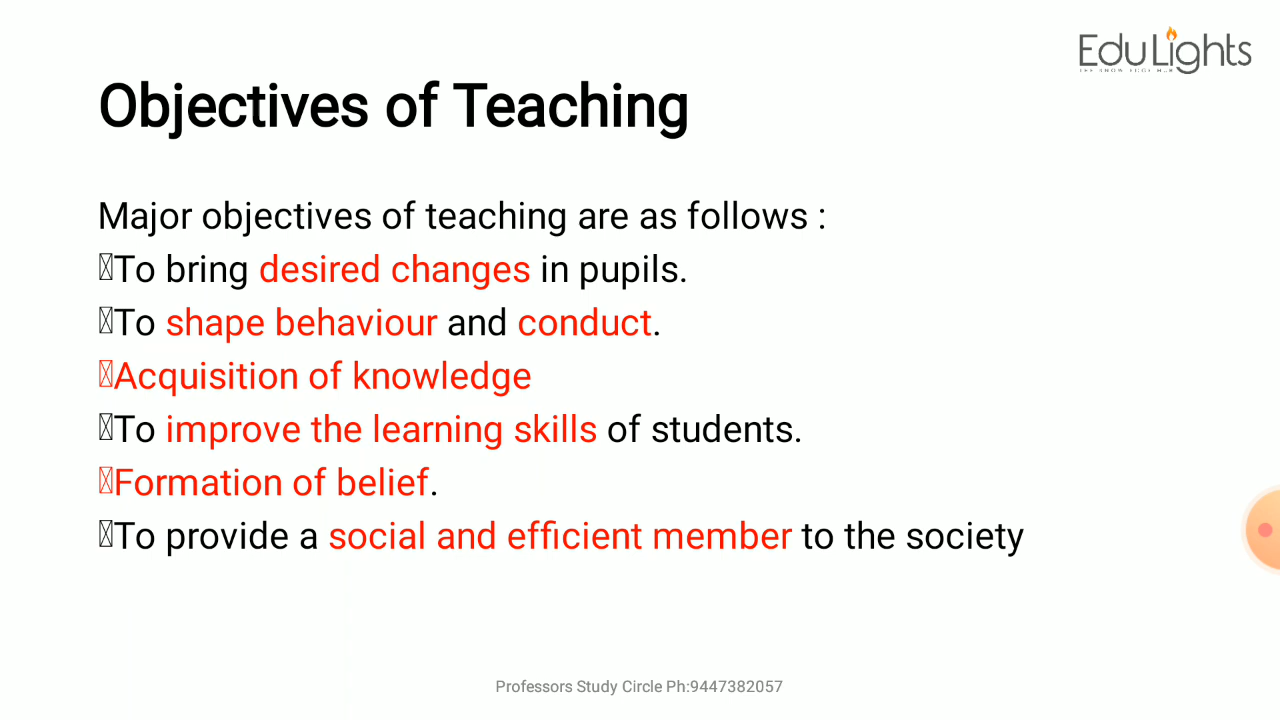 EduLights
Objectives of Teaching
Major objectives of teaching are as follows :
To bring desired changes in pupils.
To shape behaviour and conduct.
Acquisition of knowledge
To improve the learning skills of students.
Formation of belief.
To provide a social and efficient member to the society
Professors Study Circle Ph:9447382057